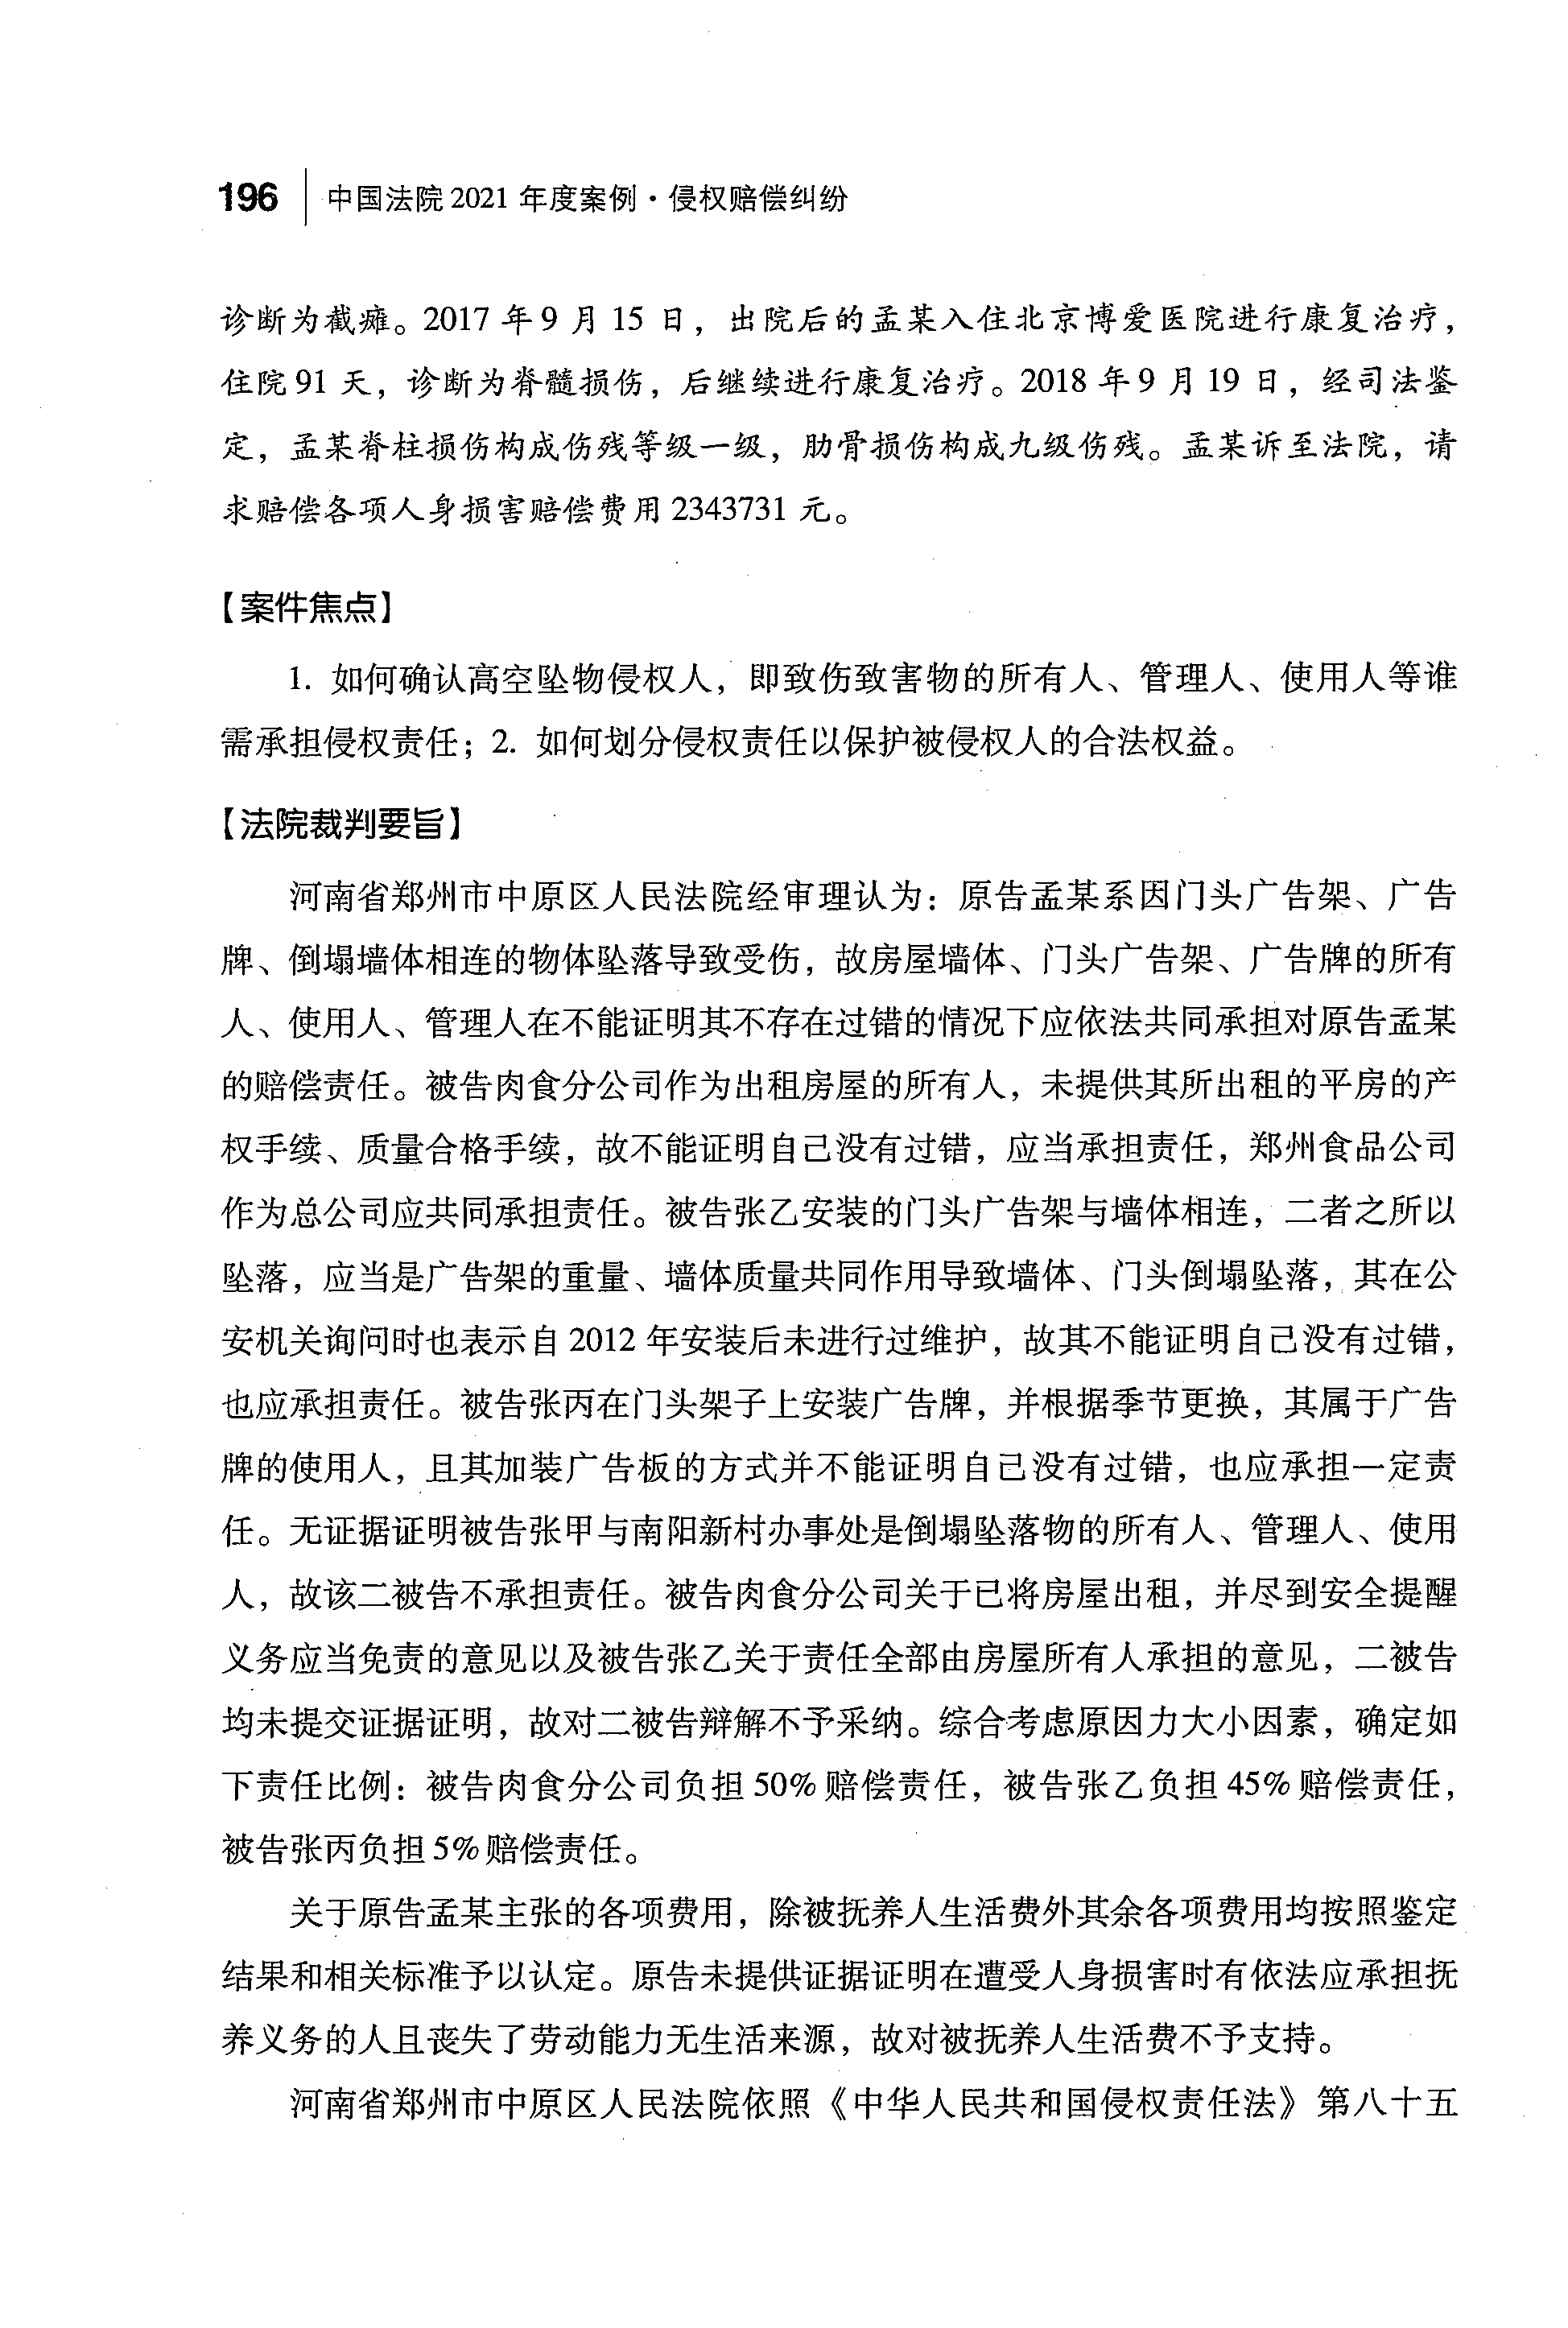 196 中国法院 2021 年度案例·侵权赔偿纠纷
诊断为截瘫。2017 年 9 月 15 日，出院后的孟某入住北京博爱医院进行康复治疗，
住院 91 天，诊断为脊髓损伤，后继续进行康复治疗。2018 年 9 月 19 日，经司法鉴
定，孟某脊柱损伤构成伤残等级一级，肋骨损伤构成九级伤残。孟某诉至法院，请
求赔偿各项人身损害赔偿费用 2343731 元。
【案件焦点】
1. 如何确认高空坠物侵权人，即致伤致害物的所有人、管理人、使用人等谁
需承担侵权责任；2. 如何划分侵权责任以保护被侵权人的合法权益。
【法院裁判要旨】
河南省郑州市中原区人民法院经审理认为：原告孟某系因门头广告架、广告
牌、倒塌墙体相连的物体坠落导致受伤，故房屋墙体、门头广告架、广告牌的所有
人、使用人、管理人在不能证明其不存在过错的情况下应依法共同承担对原告孟某
的赔偿责任。被告肉食分公司作为出租房屋的所有人，未提供其所出租的平房的产
权手续、质量合格手续，故不能证明自己没有过错，应当承担责任，郑州食品公司
作为总公司应共同承担责任。被告张乙安装的门头广告架与墙体相连，二者之所以
坠落，应当是广告架的重量、墙体质量共同作用导致墙体、门头倒塌坠落，其在公
安机关询问时也表示自 2012 年安装后未进行过维护，故其不能证明自己没有过错，
也应承担责任。被告张丙在门头架子上安装广告牌，并根据季节更换，其属于广告
牌的使用人，且其加装广告板的方式并不能证明自己没有过错，也应承担一定责
任。无证据证明被告张甲与南阳新村办事处是倒塌坠落物的所有人、管理人、使用
人，故该二被告不承担责任。被告肉食分公司关于已将房屋出租，并尽到安全提醒
义务应当免责的意见以及被告张乙关于责任全部由房屋所有人承担的意见，二被告
均未提交证据证明，故对二被告辩解不予采纳。综合考虑原因力大小因素，确定如
下责任比例：被告肉食分公司负担 50% 赔偿责任，被告张乙负担 45% 赔偿责任，
被告张丙负担 5% 赔偿责任。
关于原告孟某主张的各项费用，除被抚养人生活费外其余各项费用均按照鉴定
结果和相关标准予以认定。原告未提供证据证明在遭受人身损害时有依法应承担抚
养义务的人且丧失了劳动能力无生活来源，故对被抚养人生活费不予支持。
河南省郑州市中原区人民法院依照《中华人民共和国侵权责任法》第八十五